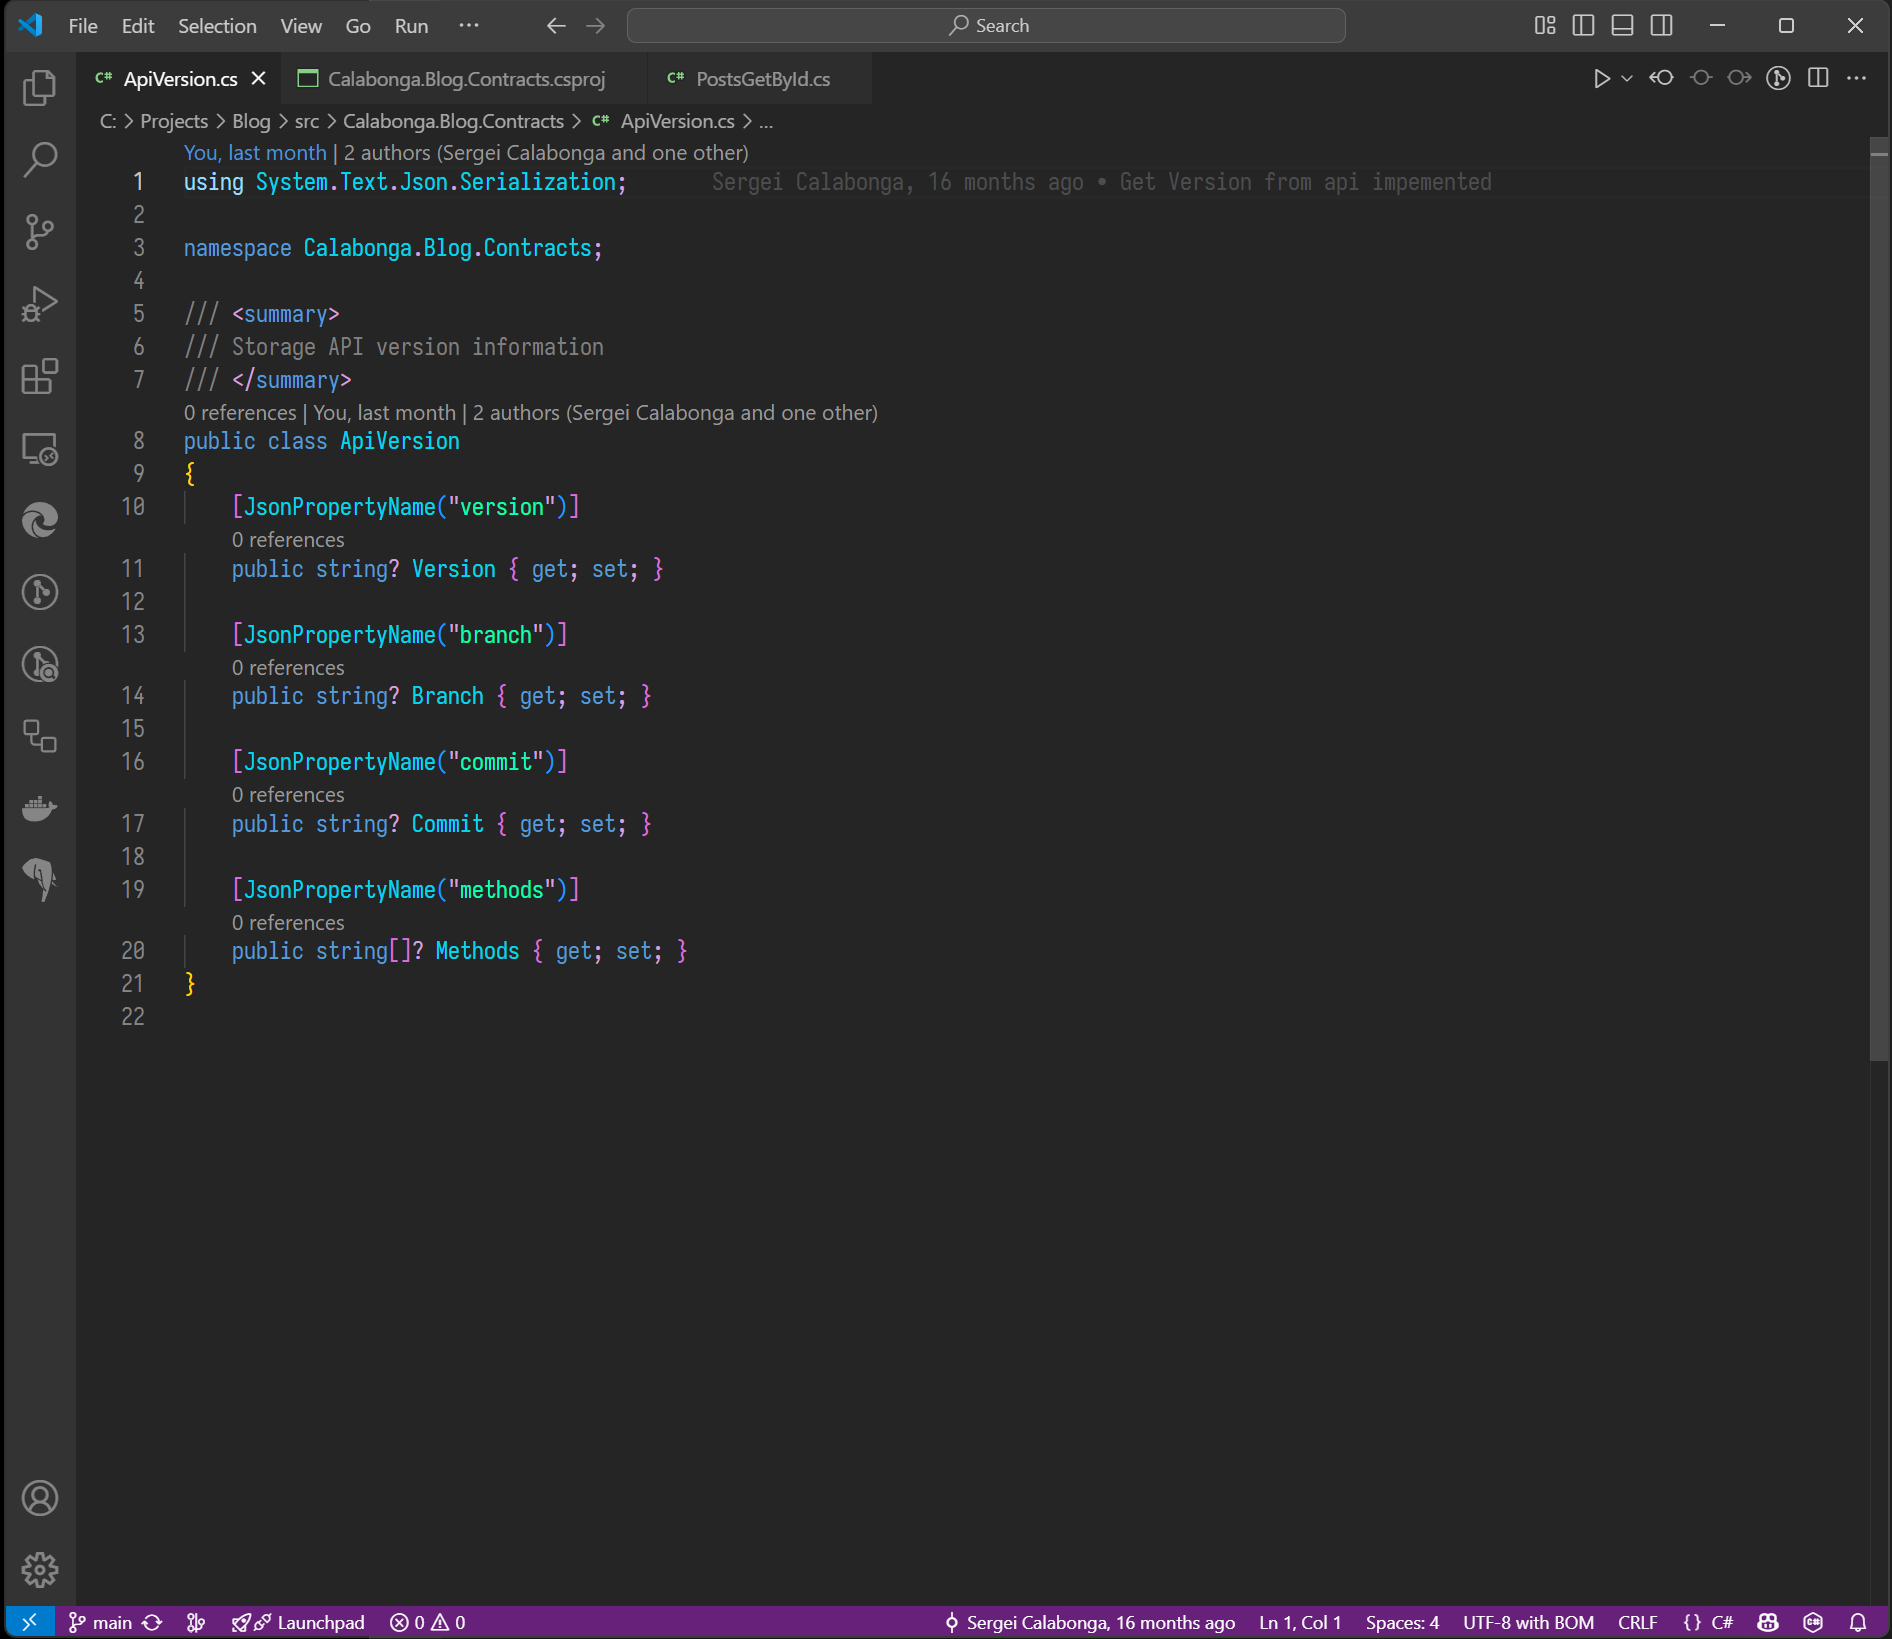 File Edit Selection View Go Run ··· Search
C# ApiVersion.cs Calabonga.Blog.Contracts.csproj C# PostsGetById.cs
C: > Projects > Blog > src > Calabonga.Blog.Contracts > C# ApiVersion.cs > ...
You, last month | 2 authors (Sergei Calabonga and one other)
1 using System.Text.Json.Serialization; Sergei Calabonga, 16 months ago • Get Version from api impemented
2
3 namespace Calabonga.Blog.Contracts;
4
5 /// <summary>
6 /// Storage API version information
7 /// </summary>
0 references | You, last month | 2 authors (Sergei Calabonga and one other)
8 public class ApiVersion
9 {
10 [JsonPropertyName("version")]
0 references
11 public string? Version { get; set; }
12
13 [JsonPropertyName("branch")]
0 references
14 public string? Branch { get; set; }
15
16 [JsonPropertyName("commit")]
0 references
17 public string? Commit { get; set; }
18
19 [JsonPropertyName("methods")]
0 references
20 public string[]? Methods { get; set; }
21 }
22
main Launchpad 0 0 Sergei Calabonga, 16 months ago Ln 1, Col 1 Spaces: 4 UTF-8 with BOM CRLF {} C#